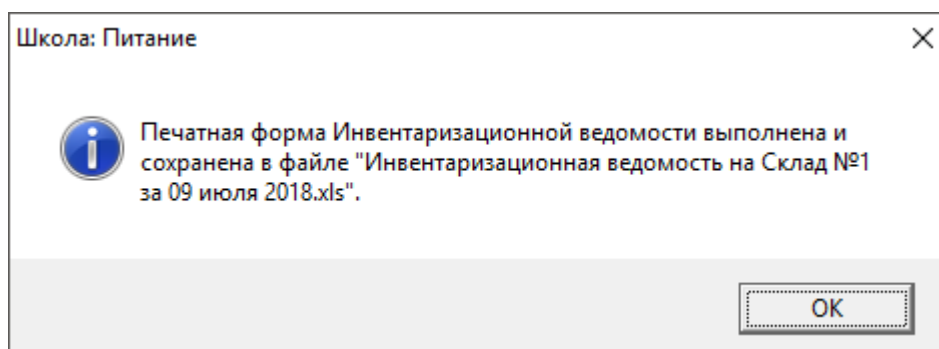 Школа: Питание
Печатная форма Инвентаризационной ведомости выполнена и
сохранена в файле "Инвентаризационная ведомость на Склад №1
за 09 июля 2018.xls".
OK